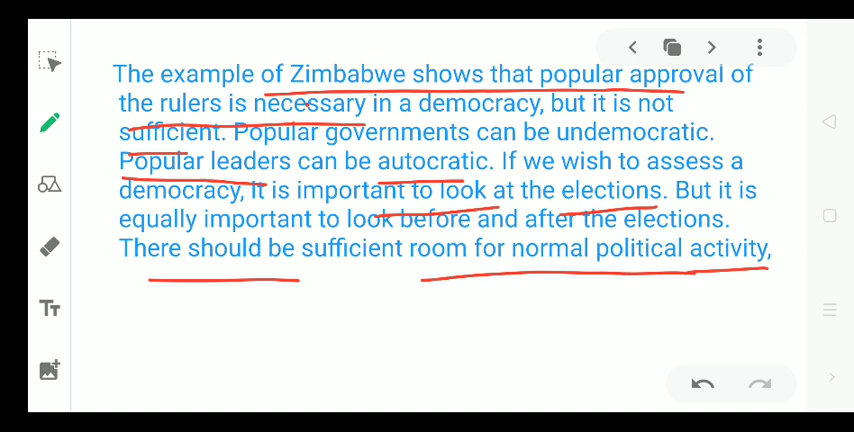 The example of Zimbabwe shows that popular approval of
the rulers is necessary in a democracy, but it is not
sufficient. Popular governments can be undemocratic.
Popular leaders can be autocratic. If we wish to assess a
democracy, it is important to look at the elections. But it is
equally important to look before and after the elections.
There should be sufficient room for normal political activity,
TT